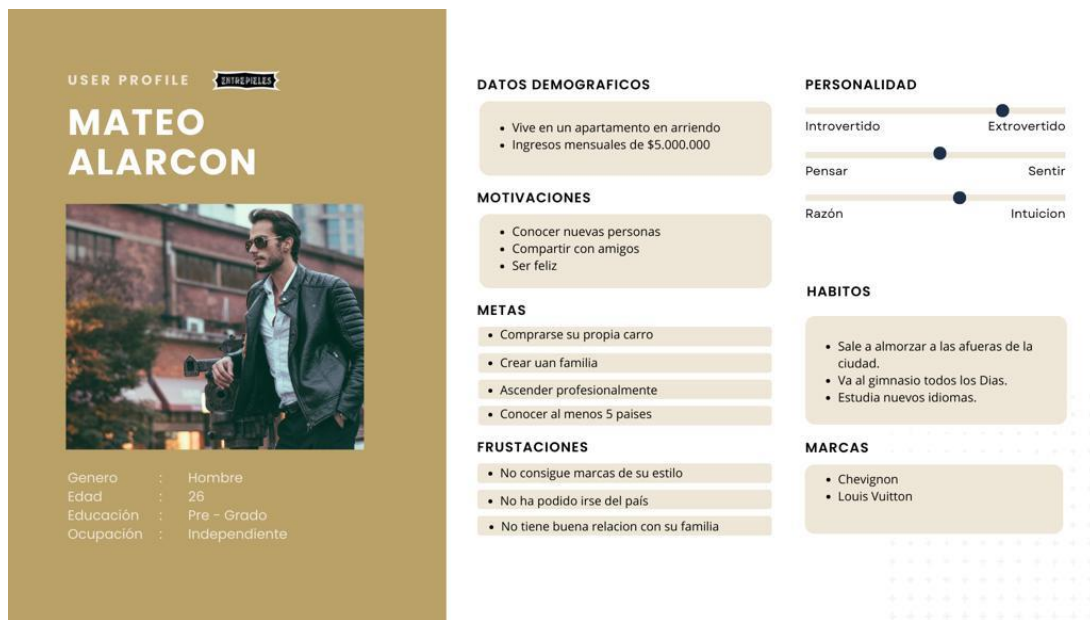 USER PROFILE
ENTREPIELES
MATEO
ALARCON
Genero : Hombre
Edad : 26
Educación : Pre - Grado
Ocupación : Independiente
DATOS DEMOGRAFICOS
• Vive en un apartamento en arriendo
• Ingresos mensuales de $5.000.000
MOTIVACIONES
• Conocer nuevas personas
• Compartir con amigos
• Ser feliz
METAS
• Comprarse su propia carro
• Crear uan familia
• Ascender profesionalmente
• Conocer al menos 5 paises
FRUSTACIONES
• No consigue marcas de su estilo
• No ha podido irse del país
• No tiene buena relacion con su familia
PERSONALIDAD
Introvertido Extrovertido
Pensar Sentir
Razón Intuicion
HABITOS
• Sale a almorzar a las afueras de la
ciudad.
• Va al gimnasio todos los Dias.
• Estudia nuevos idiomas.
MARCAS
• Chevignon
• Louis Vuitton